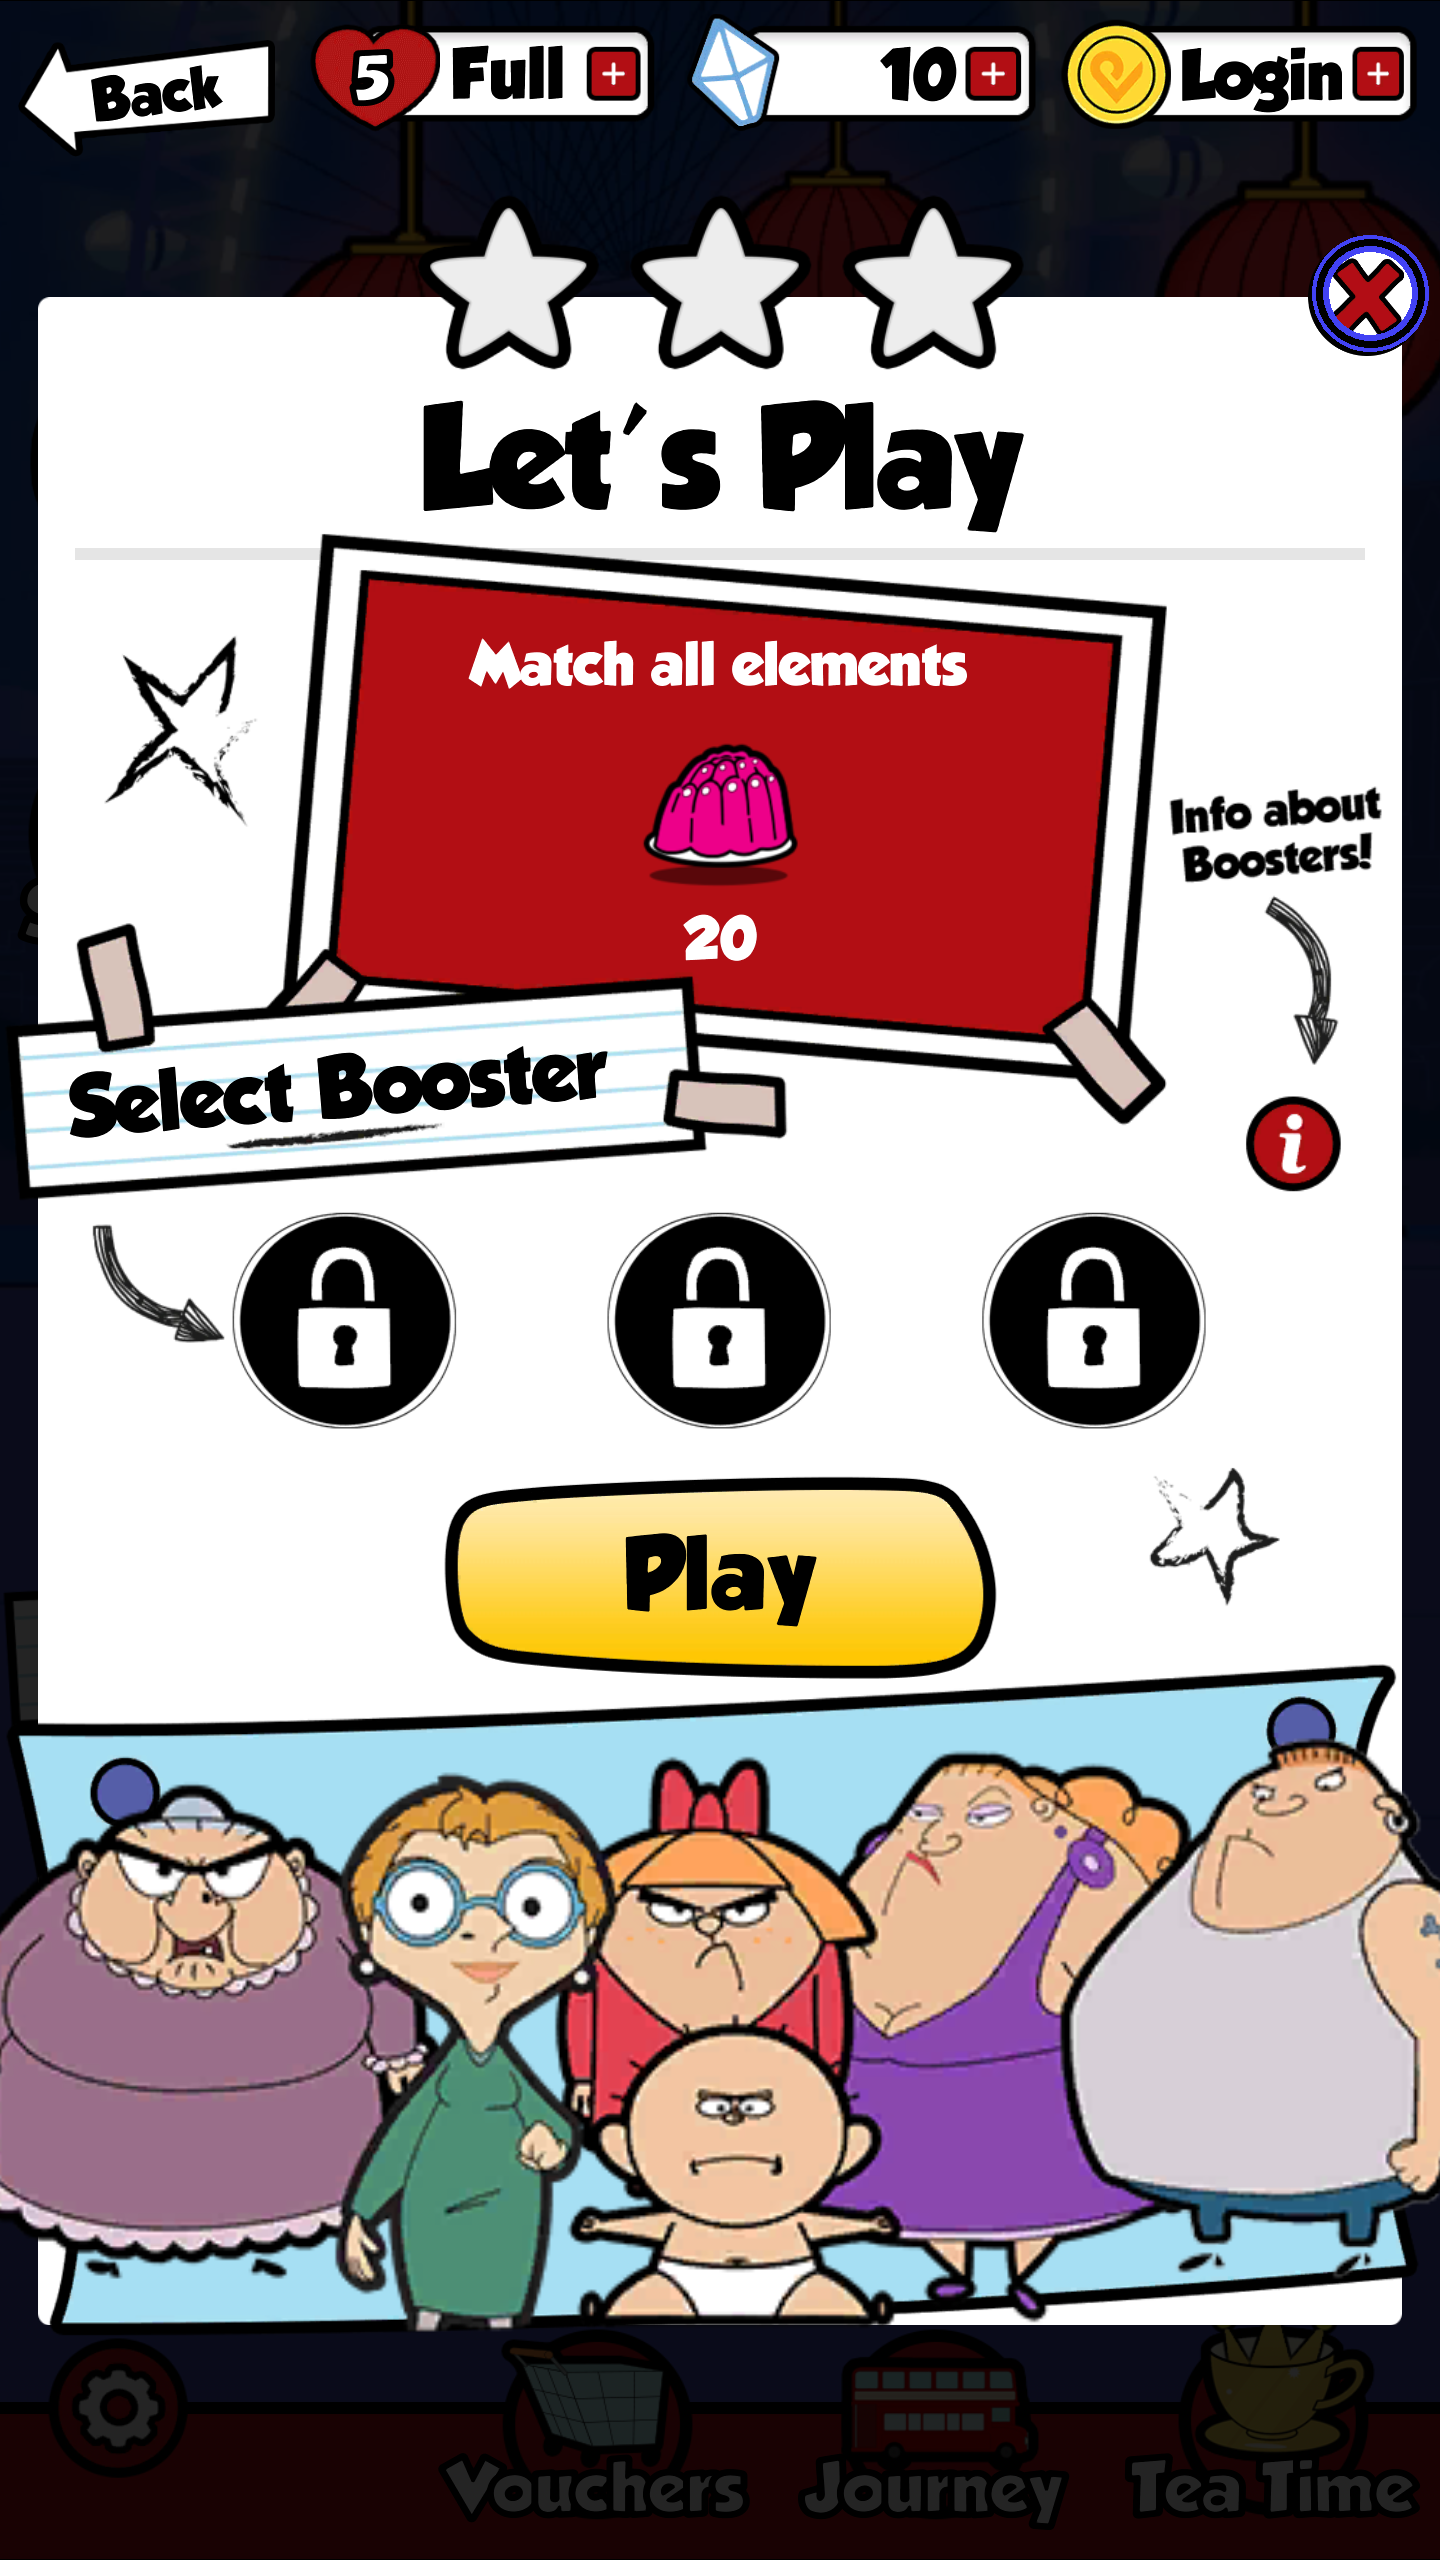 Back
5 Full +
10 +
Login +
Let's Play
Match all elements
20
Info about
Boosters!
Select Booster
i
Play
Vouchers
Journey
Tea Time